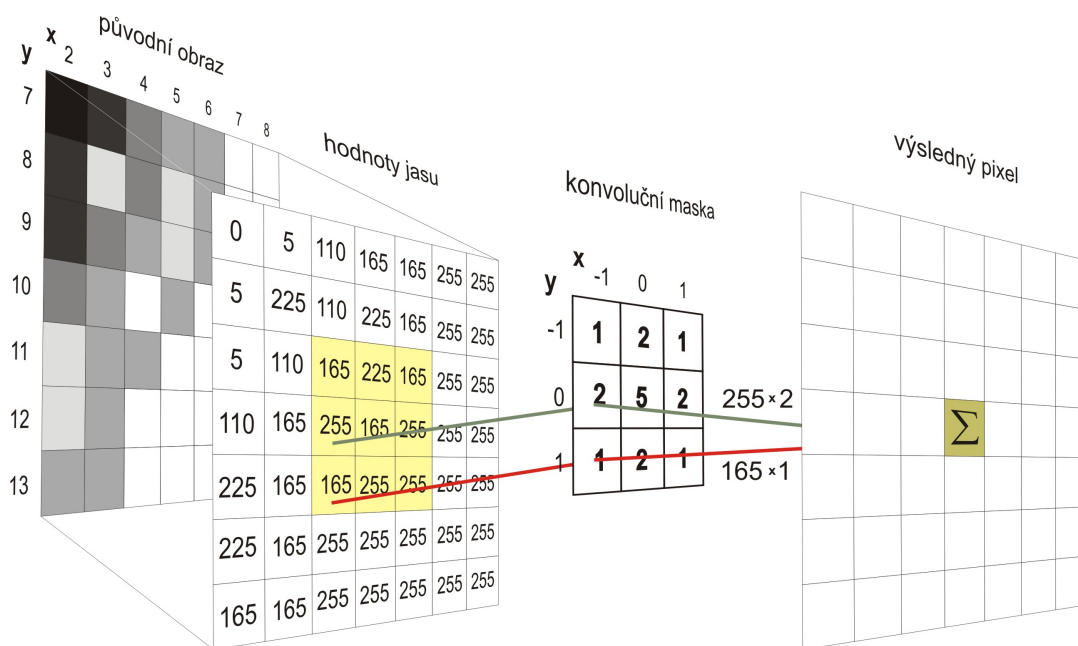 původní obraz
x
y
2 3 4 5 6 7 8
7
8
9
10
11
12
13
hodnoty jasu
0 5 110 165 165 255 255
5 225 110 225 165 255 255
5 110 165 225 165 255 255
110 165 255 165 255 255 255
225 165 165 255 255 255 255
225 165 255 255 255 255 255
165 165 255 255 255 255 255
konvoluční maska
x
y
-1 0 1
-1 1 2 1
0 2 5 2
1 1 2 1
255×2
165×1
výsledný pixel
Σ